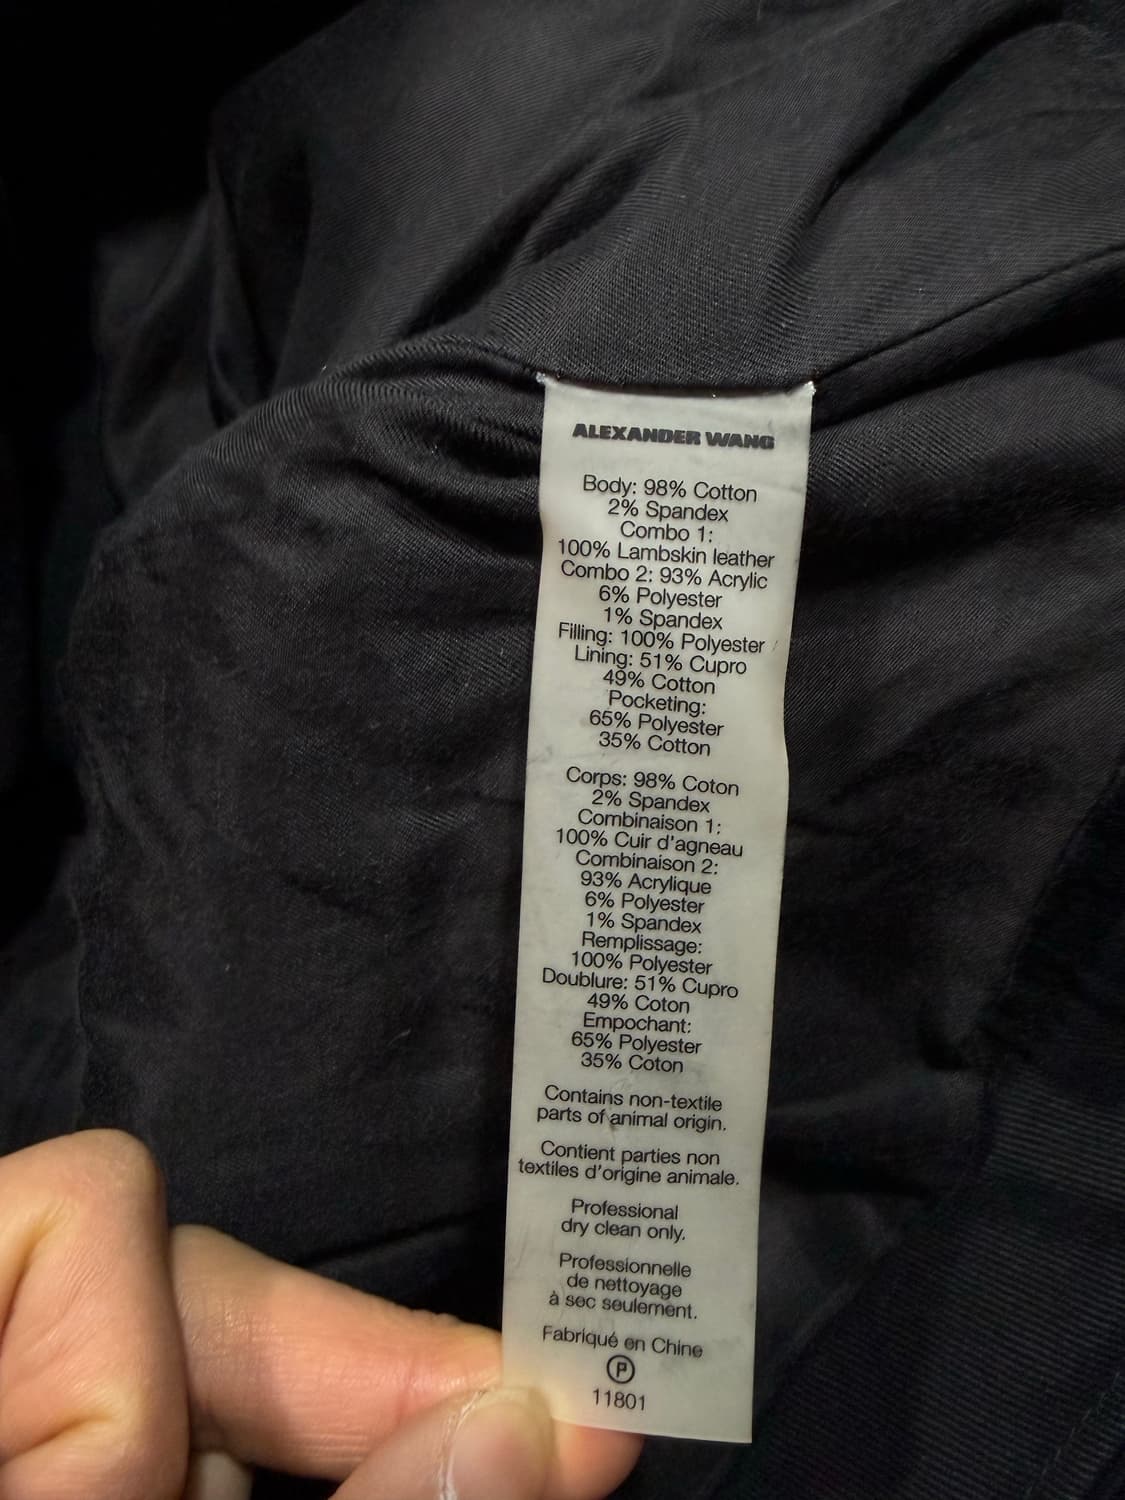 ALEXANDER WANG
Body: 98% Cotton
2% Spandex
Combo 1:
100% Lambskin leather
Combo 2: 93% Acrylic
6% Polyester
1% Spandex
Filling: 100% Polyester
Lining: 51% Cupro
49% Cotton
Pocketing:
65% Polyester
35% Cotton
Corps: 98% Coton
2% Spandex
Combinaison 1:
100% Cuir d'agneau
Combinaison 2:
93% Acrylique
6% Polyester
1% Spandex
Remplissage:
100% Polyester
Doublure: 51% Cupro
49% Coton
Empochant:
65% Polyester
35% Coton
Contains non-textile
parts of animal origin.
Contient parties non
textiles d'origine animale.
Professional
dry clean only.
Professionnelle
de nettoyage
à sec seulement.
Fabriqué en Chine
P
11801